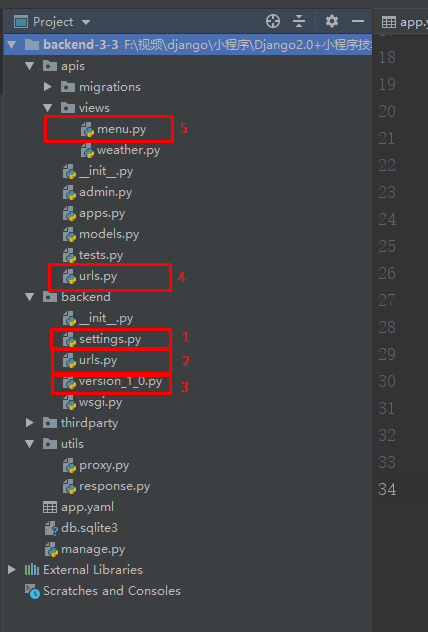 Project
app.
backend-3-3 F:\视频\django\小程序\Django2.0+小程序技
18
apis
19
migrations
20
views
21
menu.py 5
22
weather.py
23
__init__.py
admin.py
24
apps.py
25
models.py
tests.py
26
urls.py 4
27
backend
28
__init__.py
settings.py 1
29
urls.py 2
30
version_1_0.py 3
31
wsgi.py
thirdparty
32
utils
33
proxy.py
34
response.py
app.yaml
db.sqlite3
manage.py
External Libraries
Scratches and Consoles